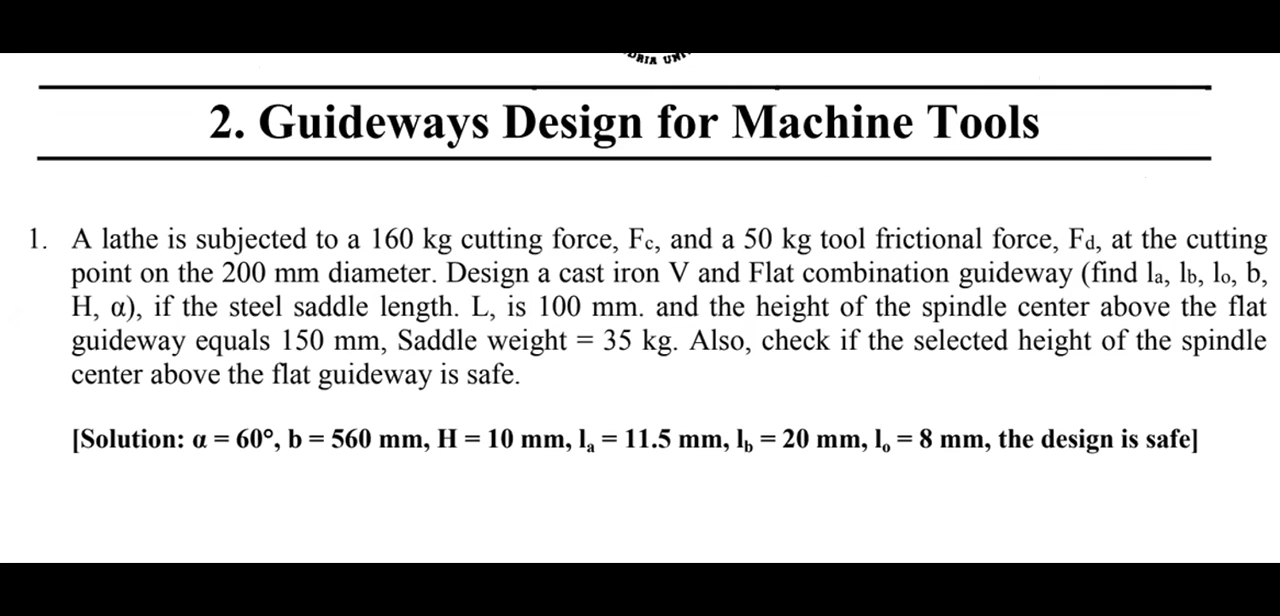 2. Guideways Design for Machine Tools
1. A lathe is subjected to a 160 kg cutting force, Fc, and a 50 kg tool frictional force, Fd, at the cutting
point on the 200 mm diameter. Design a cast iron V and Flat combination guideway (find la, lb, lo, b,
H, α), if the steel saddle length. L, is 100 mm. and the height of the spindle center above the flat
guideway equals 150 mm, Saddle weight = 35 kg. Also, check if the selected height of the spindle
center above the flat guideway is safe.
[Solution: α = 60°, b = 560 mm, H = 10 mm, la = 11.5 mm, lb = 20 mm, lo = 8 mm, the design is safe]